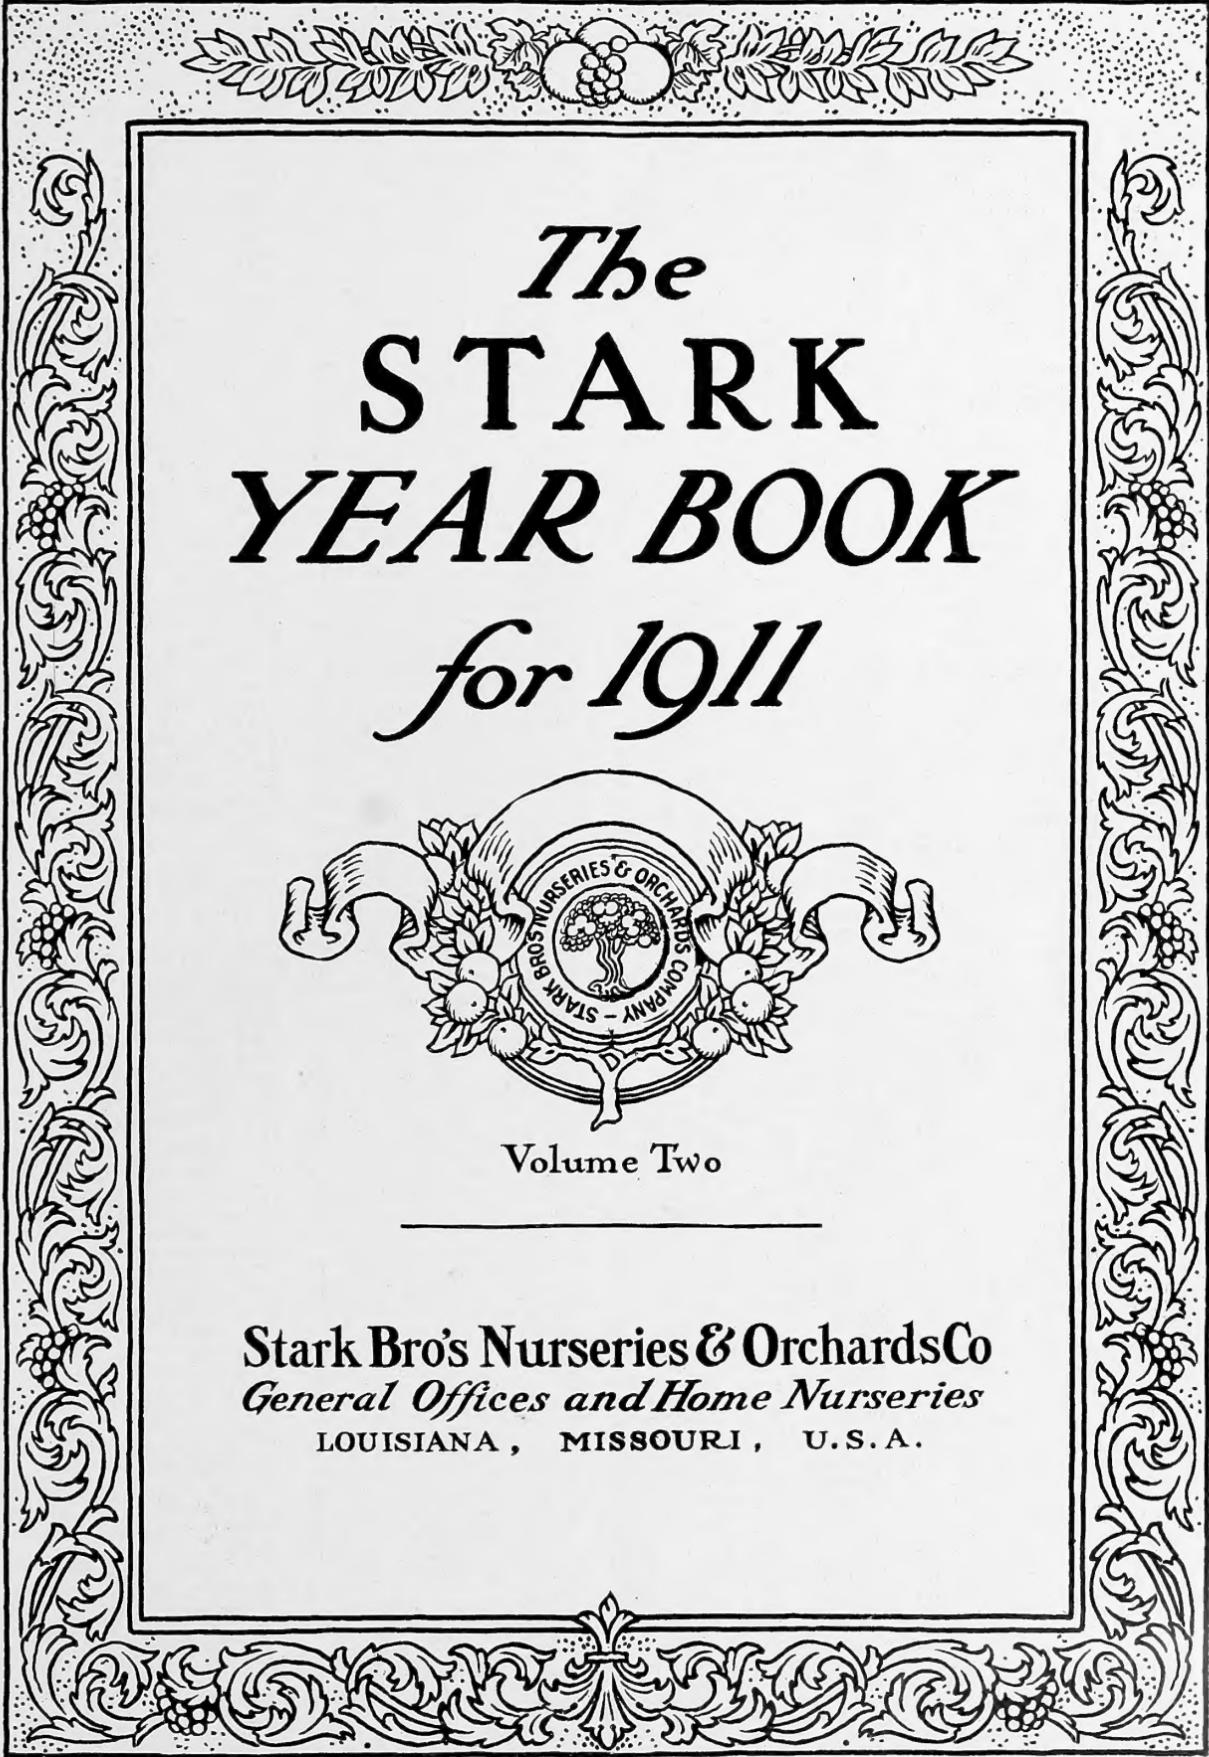 The
STARK
YEAR BOOK
for 1911
STARK BRO'S NURSERIES & ORCHARDS COMPANY –
Volume Two
Stark Bro's Nurseries & Orchards Co
General Offices and Home Nurseries
LOUISIANA, MISSOURI, U.S.A.